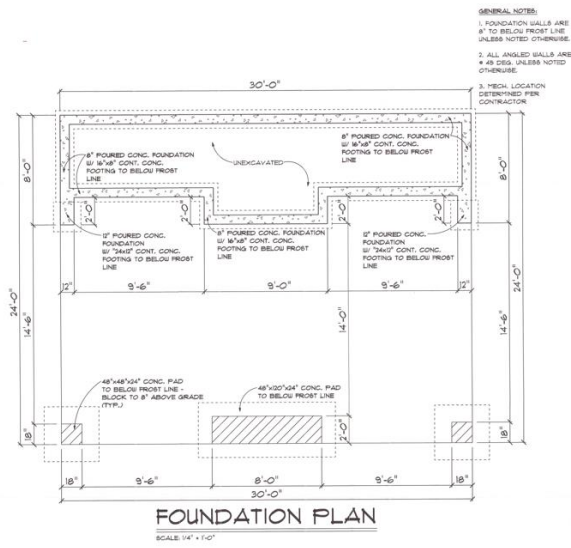 GENERAL NOTES:
1. FOUNDATION WALLS ARE
8" TO BELOW FROST LINE
UNLESS NOTED OTHERWISE.
2. ALL ANGLED WALLS ARE
@ 45 DEG. UNLESS NOTED
OTHERWISE.
3. MECH. LOCATION
DETERMINED PER
CONTRACTOR
30'-0"
8'-0"
8" POURED CONC. FOUNDATION
W/ 16"x8" CONT. CONC.
FOOTING TO BELOW FROST
LINE
UNEXCAVATED
8" POURED CONC. FOUNDATION
W/ 16"x8" CONT. CONC.
FOOTING TO BELOW FROST
LINE
8'-0"
2'-0"
2'-0"
2'-0"
2'-0"
12" POURED CONC.
FOUNDATION
W/ "24x12" CONT. CONC.
FOOTING TO BELOW FROST
LINE
8" POURED CONC. FOUNDATION
W/ 16"x8" CONT. CONC.
FOOTING TO BELOW FROST
LINE
12" POURED CONC.
FOUNDATION
W/ "24x12" CONT. CONC.
FOOTING TO BELOW FROST
LINE
12"
9'-6"
9'-0"
9'-6"
12"
24'-0"
14'-6"
14'-0"
14'-6"
24'-0"
48"x48"x24" CONC. PAD
TO BELOW FROST LINE -
BLOCK TO 8" ABOVE GRADE
(TYP.)
48"x120"x24" CONC. PAD
TO BELOW FROST LINE
18"
2'-0"
18"
18"
9'-6"
8'-0"
9'-6"
18"
30'-0"
FOUNDATION PLAN
SCALE: 1/4" = 1'-0"